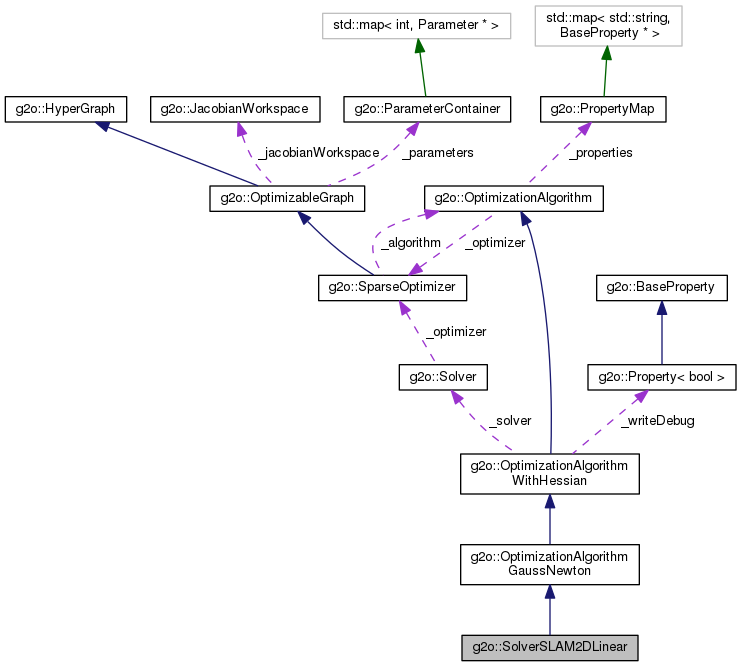 std::map< int, Parameter * >
std::map< std::string,
BaseProperty * >
g2o::HyperGraph
g2o::JacobianWorkspace
g2o::ParameterContainer
g2o::PropertyMap
_jacobianWorkspace
_parameters
_properties
g2o::OptimizableGraph
g2o::OptimizationAlgorithm
_algorithm
_optimizer
g2o::SparseOptimizer
g2o::BaseProperty
_optimizer
g2o::Solver
g2o::Property< bool >
_solver
_writeDebug
g2o::OptimizationAlgorithm
WithHessian
g2o::OptimizationAlgorithm
GaussNewton
g2o::SolverSLAM2DLinear